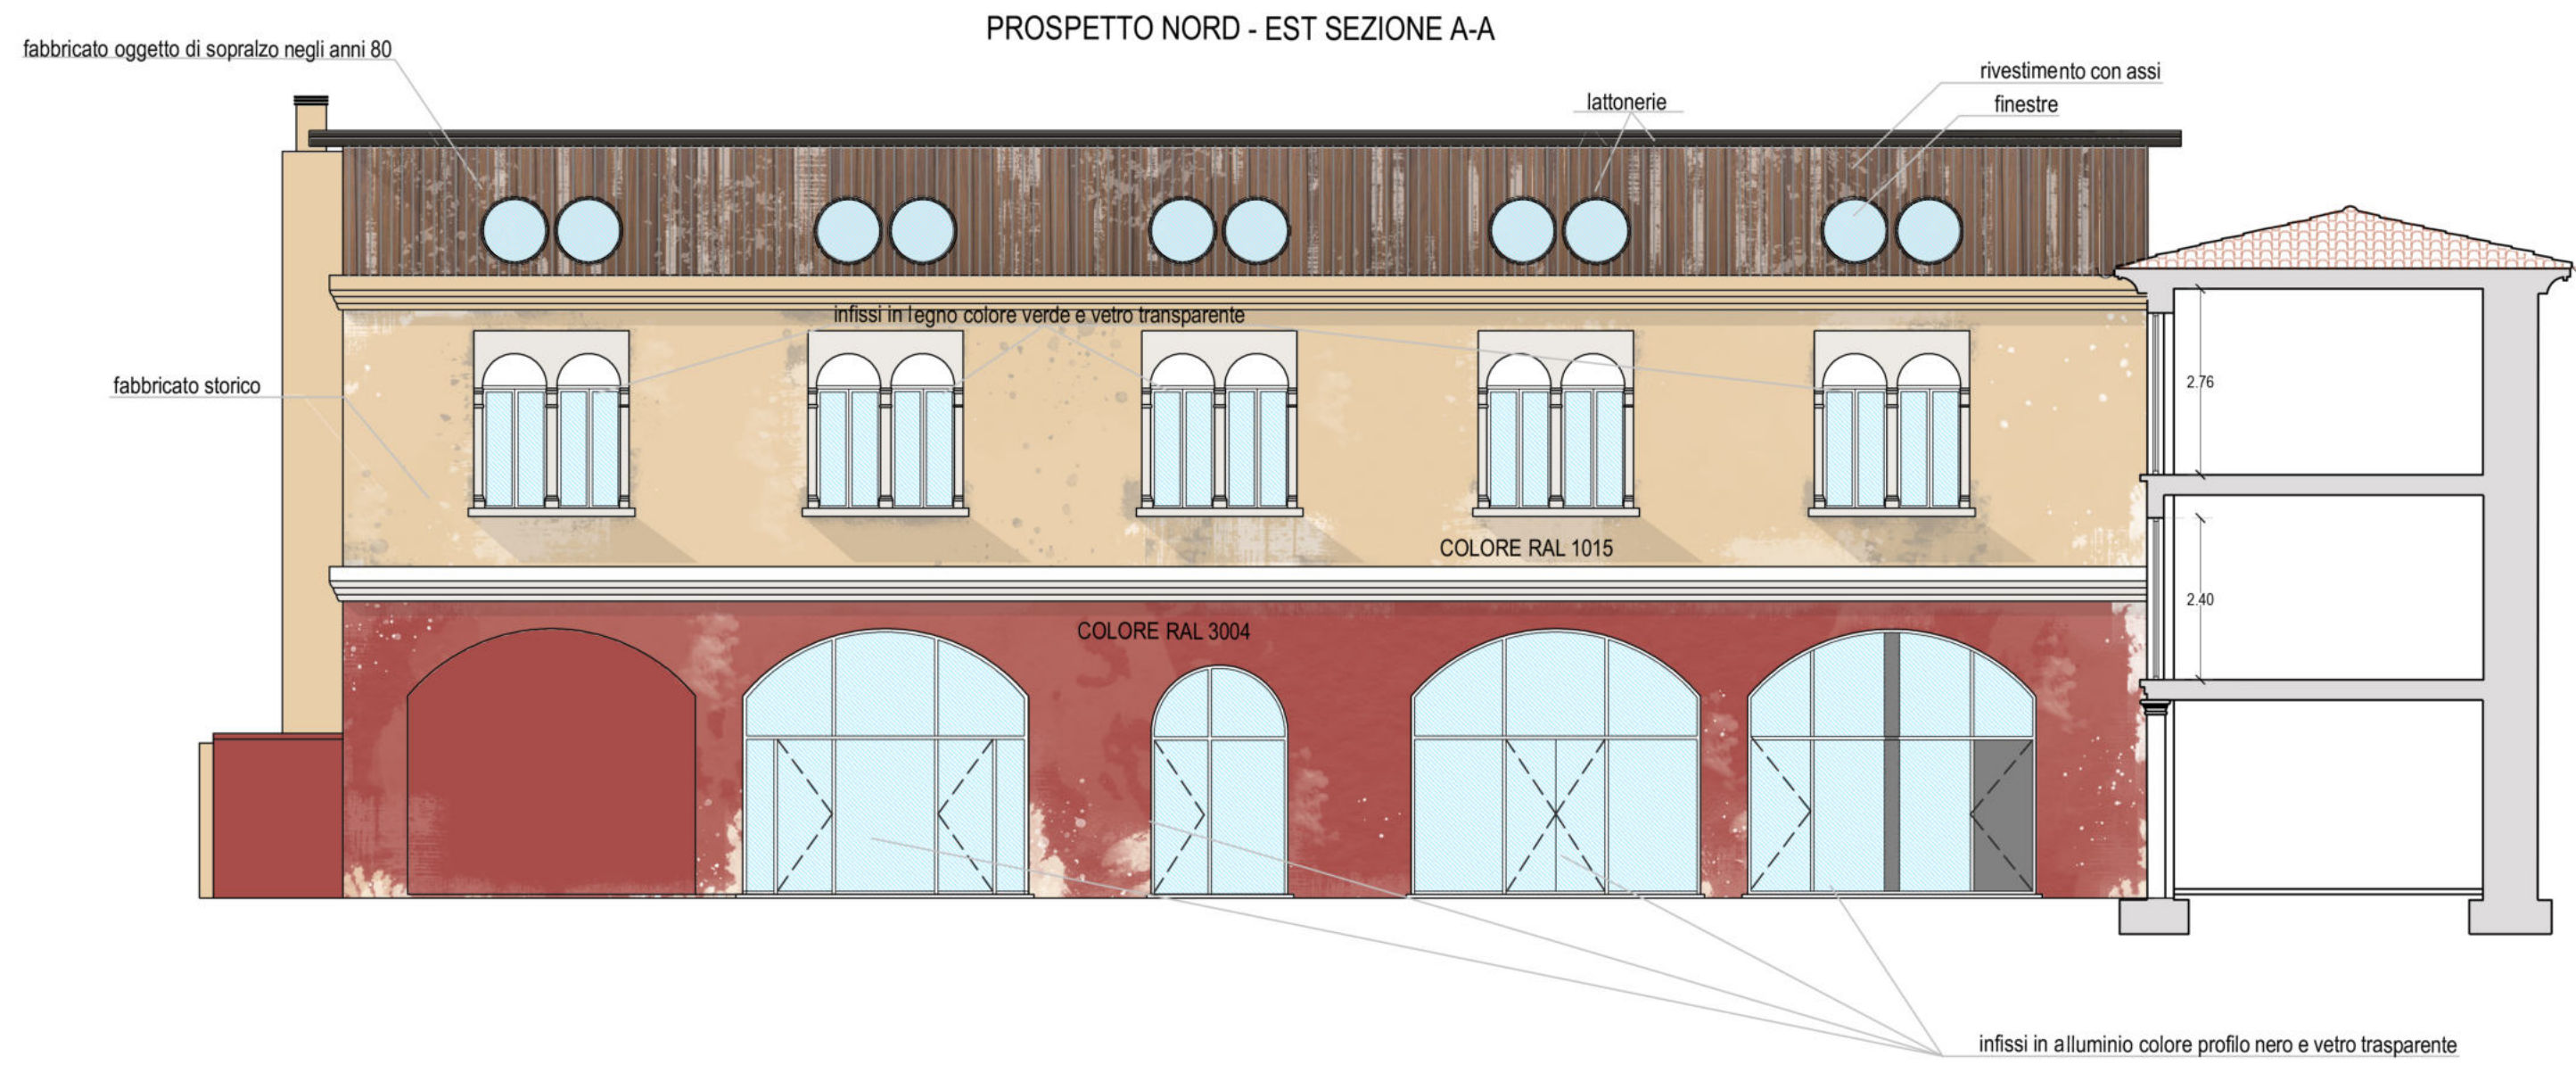 PROSPETTO NORD - EST SEZIONE A-A
fabbricato oggetto di sopralzo negli anni 80
rivestimento con assi
lattonerie
finestre
infissi in legno colore verde e vetro transparente
fabbricato storico
2.76
COLORE RAL 1015
2.40
COLORE RAL 3004
infissi in alluminio colore profilo nero e vetro trasparente